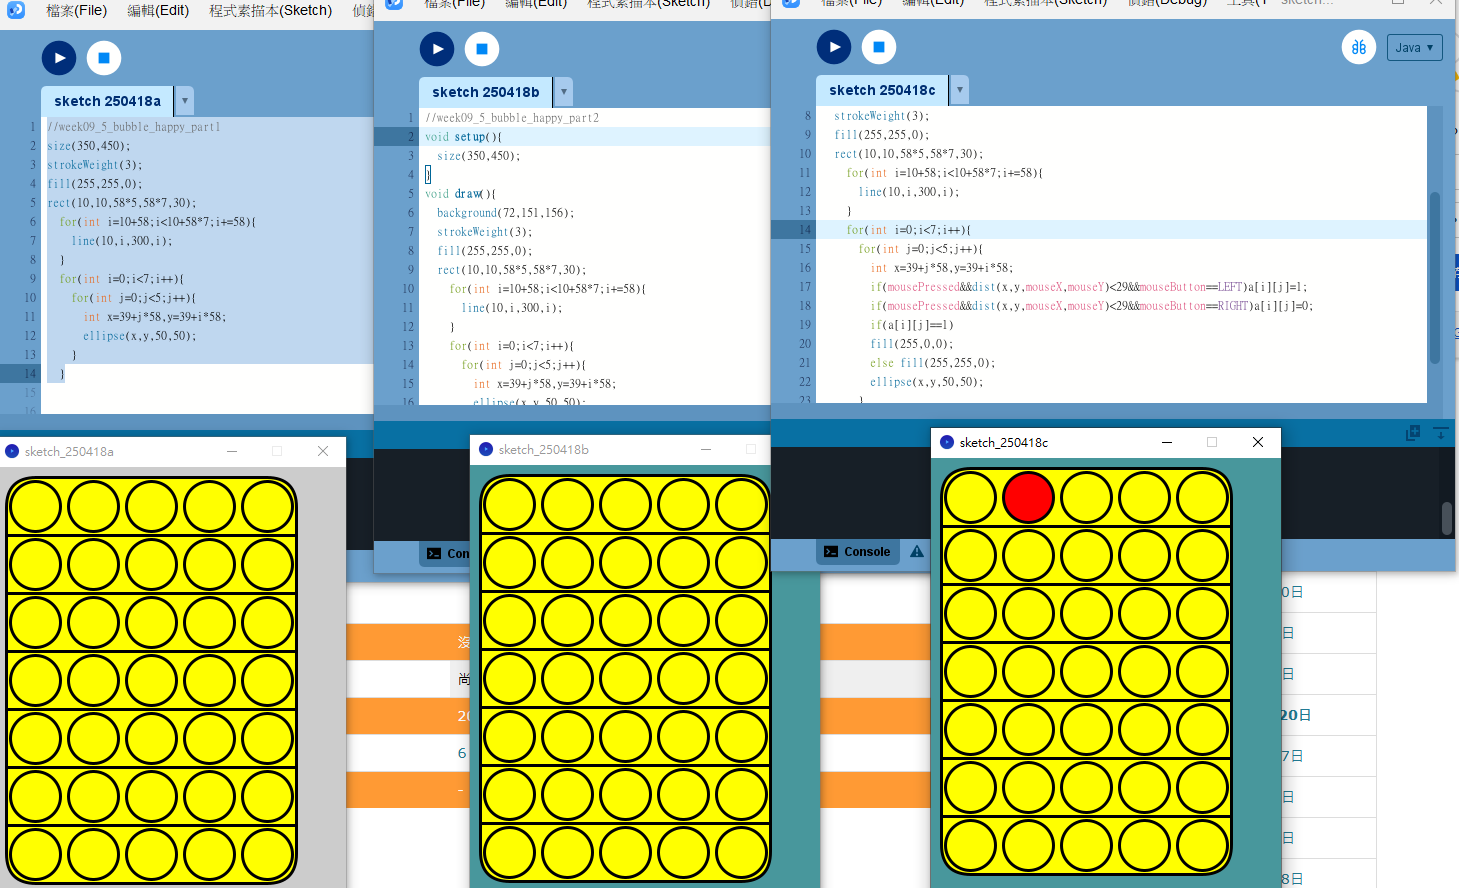 檔案(File) 編輯(Edit) 程式素描本(Sketch) 偵錯
sketch 250418a
1 //week09_5_bubble_happy_part1
2 size(350,450);
3 strokeWeight(3);
4 fill(255,255,0);
5 rect(10,10,58*5,58*7,30);
6 for(int i=10+58;i<10+58*7;i+=58){
7 line(10,i,300,i);
8 }
9 for(int i=0;i<7;i++){
10 for(int j=0;j<5;j++){
11 int x=39+j*58,y=39+i*58;
12 ellipse(x,y,50,50);
13 }
14 }
15
16
檔案(File) 編輯(Edit) 程式素描本(Sketch) 偵錯(D
sketch 250418b
1 //week09_5_bubble_happy_part2
2 void setup(){
3 size(350,450);
4 }
5 void draw(){
6 background(72,151,156);
7 strokeWeight(3);
8 fill(255,255,0);
9 rect(10,10,58*5,58*7,30);
10 for(int i=10+58;i<10+58*7;i+=58){
11 line(10,i,300,i);
12 }
13 for(int i=0;i<7;i++){
14 for(int j=0;j<5;j++){
15 int x=39+j*58,y=39+i*58;
16 ellipse(x,y,50,50);
Con
檔案(File) 編輯(Edit) 程式素描本(Sketch) 偵錯(Debug) 工具(T sketch...
Java ▼
sketch 250418c
8 strokeWeight(3);
9 fill(255,255,0);
10 rect(10,10,58*5,58*7,30);
11 for(int i=10+58;i<10+58*7;i+=58){
12 line(10,i,300,i);
13 }
14 for(int i=0;i<7;i++){
15 for(int j=0;j<5;j++){
16 int x=39+j*58,y=39+i*58;
17 if(mousePressed&&dist(x,y,mouseX,mouseY)<29&&mouseButton==LEFT)a[i][j]=1;
18 if(mousePressed&&dist(x,y,mouseX,mouseY)<29&&mouseButton==RIGHT)a[i][j]=0;
19 if(a[i][j]==1)
20 fill(255,0,0);
21 else fill(255,255,0);
22 ellipse(x,y,50,50);
23 }
Console
sketch_250418a
sketch_250418b
sketch_250418c
沒
尚
20
6
-
0日
日
日
20日
7日
日
日
8日